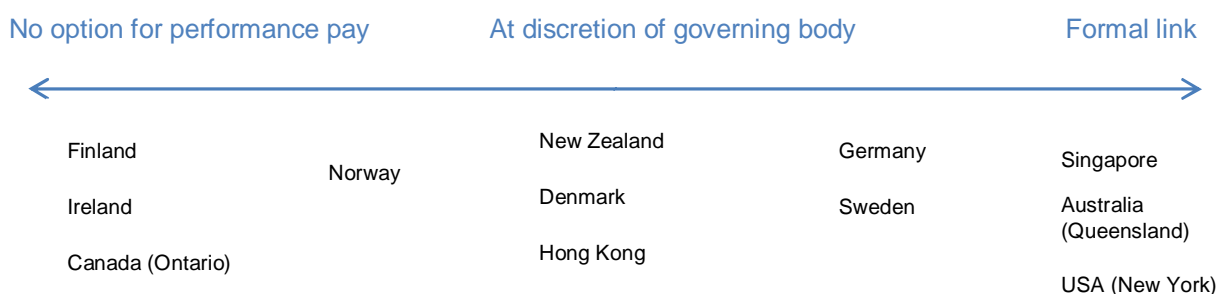 No option for performance pay
At discretion of governing body
Formal link
Finland
Ireland
Canada (Ontario)
Norway
New Zealand
Denmark
Hong Kong
Germany
Sweden
Singapore
Australia
(Queensland)
USA (New York)